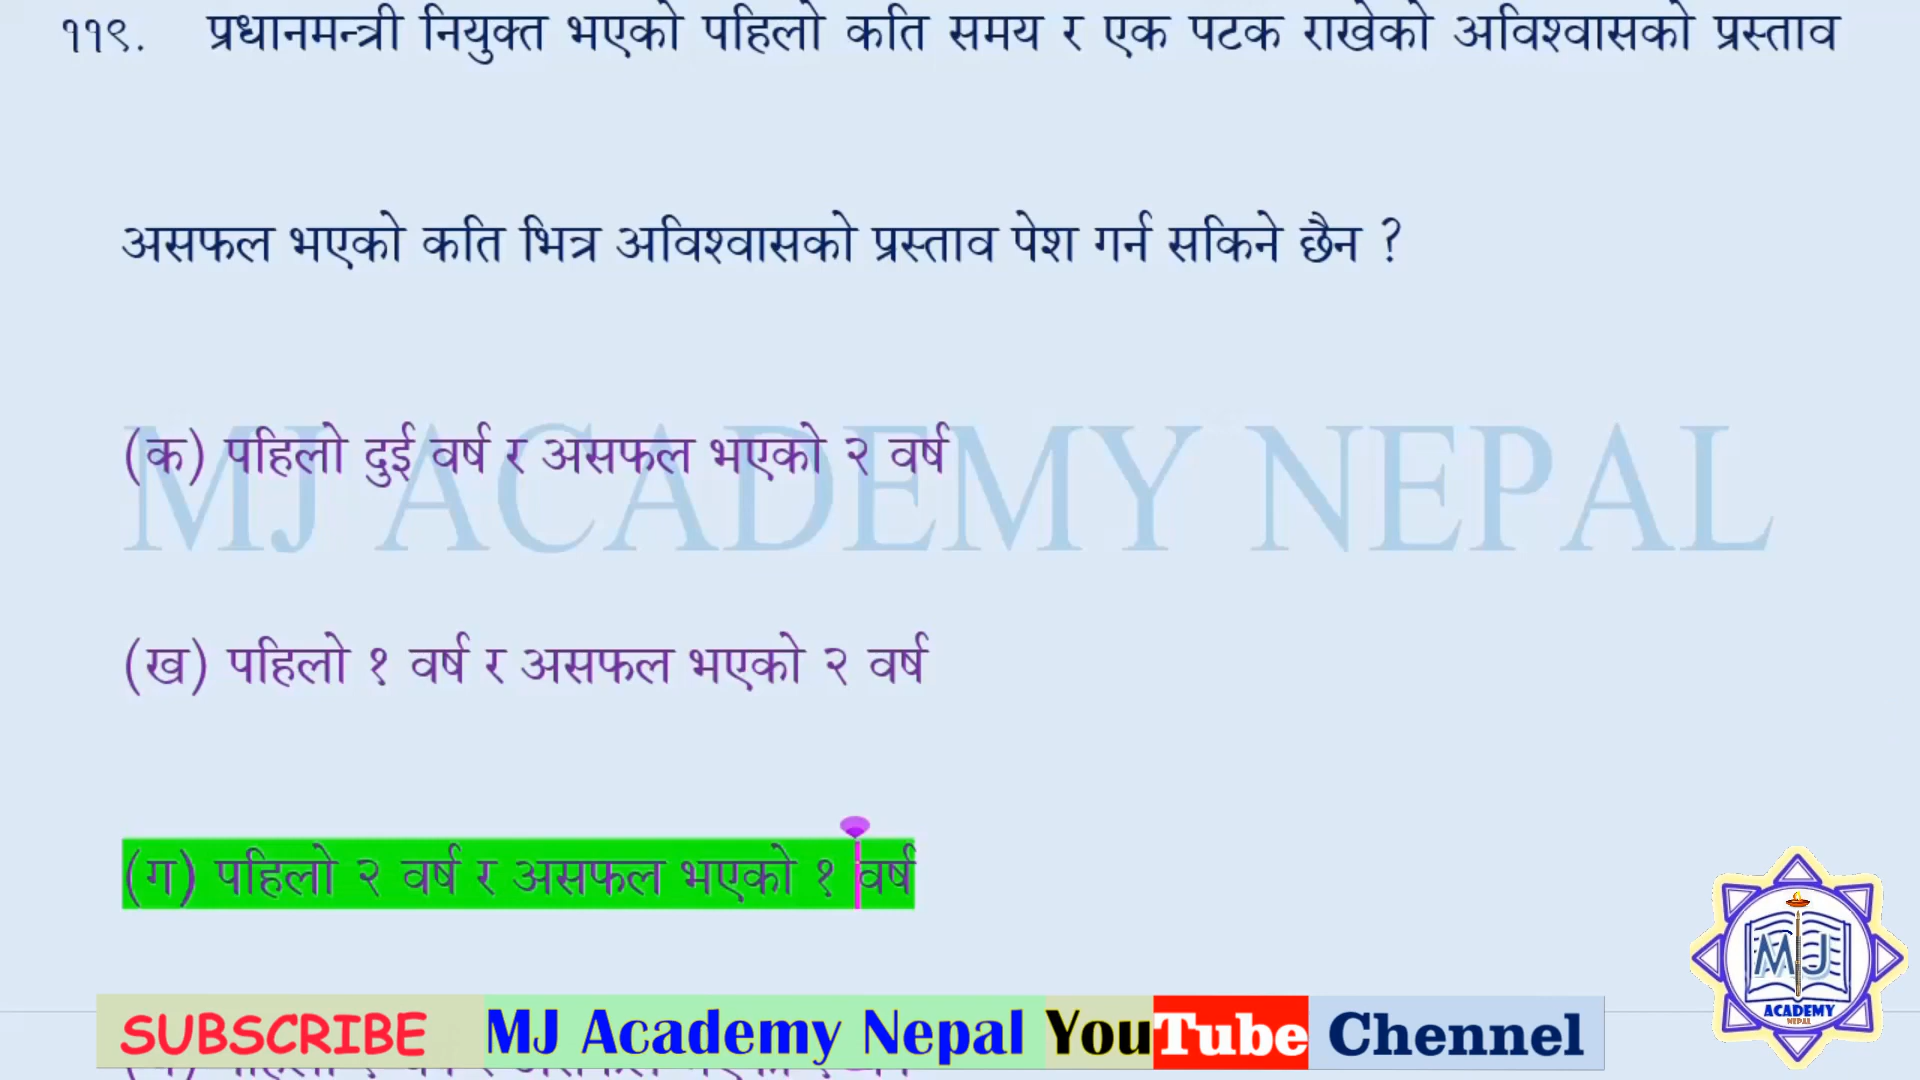 ११९. प्रधानमन्त्री नियुक्त भएको पहिलो कति समय र एक पटक राखेको अविश्वासको प्रस्ताव
असफल भएको कति भित्र अविश्वासको प्रस्ताव पेश गर्न सकिने छैन ?
(क) पहिलो दुई वर्ष र असफल भएको २ वर्ष
MJ ACADEMY NEPAL
(ख) पहिलो १ वर्ष र असफल भएको २ वर्ष
(ग) पहिलो २ वर्ष र असफल भएको १ वर्ष
MJ
ACADEMY
NEPAL
SUBSCRIBE MJ Academy Nepal YouTube Chennel